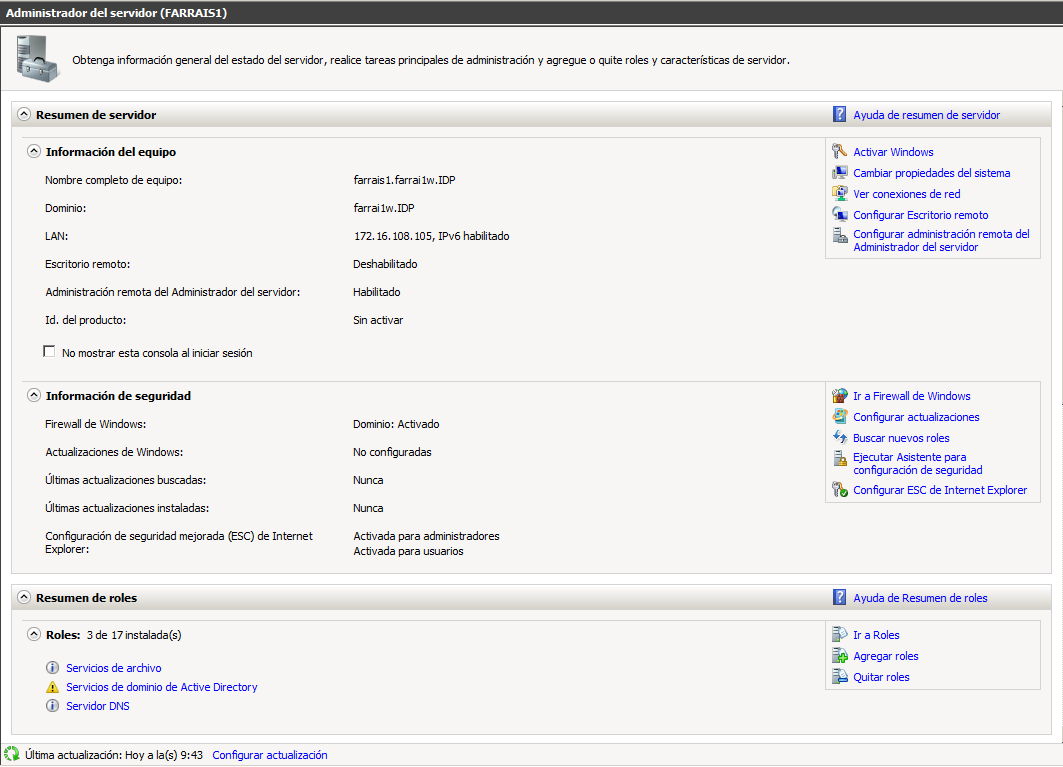 Administrador del servidor (FARRAIS1)
Obtenga información general del estado del servidor, realice tareas principales de administración y agregue o quite roles y características de servidor.
Resumen de servidor
Ayuda de resumen de servidor
Información del equipo
Nombre completo de equipo: farrais1.farrai1w.IDP
Dominio: farrai1w.IDP
LAN: 172.16.108.105, IPv6 habilitado
Escritorio remoto: Deshabilitado
Administración remota del Administrador del servidor: Habilitado
Id. del producto: Sin activar
No mostrar esta consola al iniciar sesión
Activar Windows
Cambiar propiedades del sistema
Ver conexiones de red
Configurar Escritorio remoto
Configurar administración remota del
Administrador del servidor
Información de seguridad
Firewall de Windows: Dominio: Activado
Actualizaciones de Windows: No configuradas
Últimas actualizaciones buscadas: Nunca
Últimas actualizaciones instaladas: Nunca
Configuración de seguridad mejorada (ESC) de Internet Activada para administradores
Explorer: Activada para usuarios
Ir a Firewall de Windows
Configurar actualizaciones
Buscar nuevos roles
Ejecutar Asistente para
configuración de seguridad
Configurar ESC de Internet Explorer
Resumen de roles
Ayuda de Resumen de roles
Roles: 3 de 17 instalada(s)
Servicios de archivo
Servicios de dominio de Active Directory
Servidor DNS
Ir a Roles
Agregar roles
Quitar roles
Última actualización: Hoy a la(s) 9:43 Configurar actualización